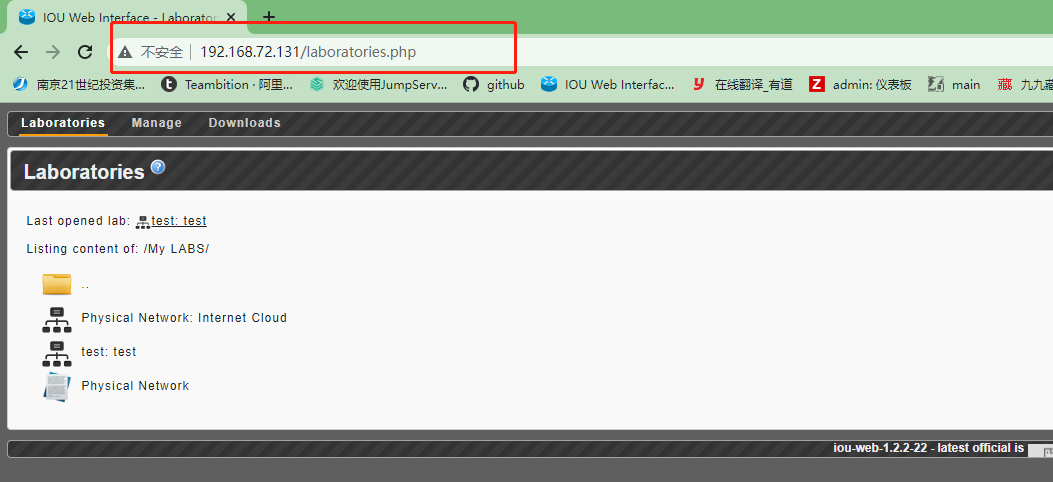 IOU Web Interface - Laborator
不安全 192.168.72.131/laboratories.php
南京21世纪投资集... Teambition · 阿里... 欢迎使用JumpServ... github IOU Web Interfac... 在线翻译_有道 admin: 仪表板 main 九九藏
Laboratories Manage Downloads
Laboratories
Last opened lab: test: test
Listing content of: /My LABS/
..
Physical Network: Internet Cloud
test: test
Physical Network
iou-web-1.2.2-22 - latest official is